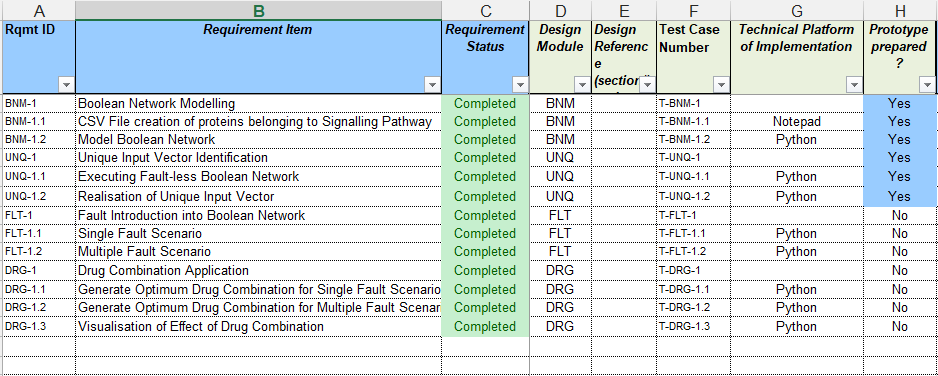 A B C D E F G H
Rqmt ID Requirement Item Requirement Status Design Module Design Referenc e (section Test Case Number Technical Platform of Implementation Prototype prepared ?
BNM-1 Boolean Network Modelling Completed BNM T-BNM-1 Yes
BNM-1.1 CSV File creation of proteins belonging to Signalling Pathway Completed BNM T-BNM-1.1 Notepad Yes
BNM-1.2 Model Boolean Network Completed BNM T-BNM-1.2 Python Yes
UNQ-1 Unique Input Vector Identification Completed UNQ T-UNQ-1 Yes
UNQ-1.1 Executing Fault-less Boolean Network Completed UNQ T-UNQ-1.1 Python Yes
UNQ-1.2 Realisation of Unique Input Vector Completed UNQ T-UNQ-1.2 Python Yes
FLT-1 Fault Introduction into Boolean Network Completed FLT T-FLT-1 No
FLT-1.1 Single Fault Scenario Completed FLT T-FLT-1.1 Python No
FLT-1.2 Multiple Fault Scenario Completed FLT T-FLT-1.2 Python No
DRG-1 Drug Combination Application Completed DRG T-DRG-1 No
DRG-1.1 Generate Optimum Drug Combination for Single Fault Scenario Completed DRG T-DRG-1.1 Python No
DRG-1.2 Generate Optimum Drug Combination for Multiple Fault Scenar Completed DRG T-DRG-1.2 Python No
DRG-1.3 Visualisation of Effect of Drug Combination Completed DRG T-DRG-1.3 Python No